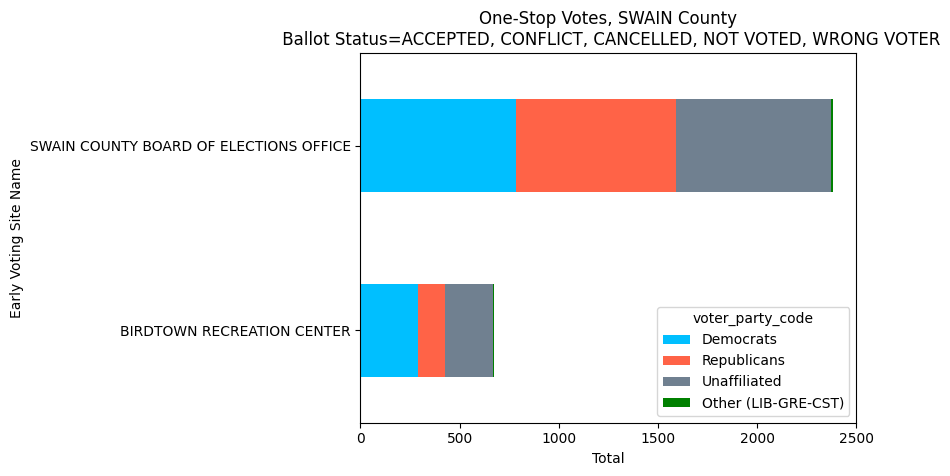 One-Stop Votes, SWAIN County
Ballot Status=ACCEPTED, CONFLICT, CANCELLED, NOT VOTED, WRONG VOTER
Early Voting Site Name
SWAIN COUNTY BOARD OF ELECTIONS OFFICE
BIRDTOWN RECREATION CENTER
voter_party_code
Democrats
Republicans
Unaffiliated
Other (LIB-GRE-CST)
0 500 1000 1500 2000 2500
Total